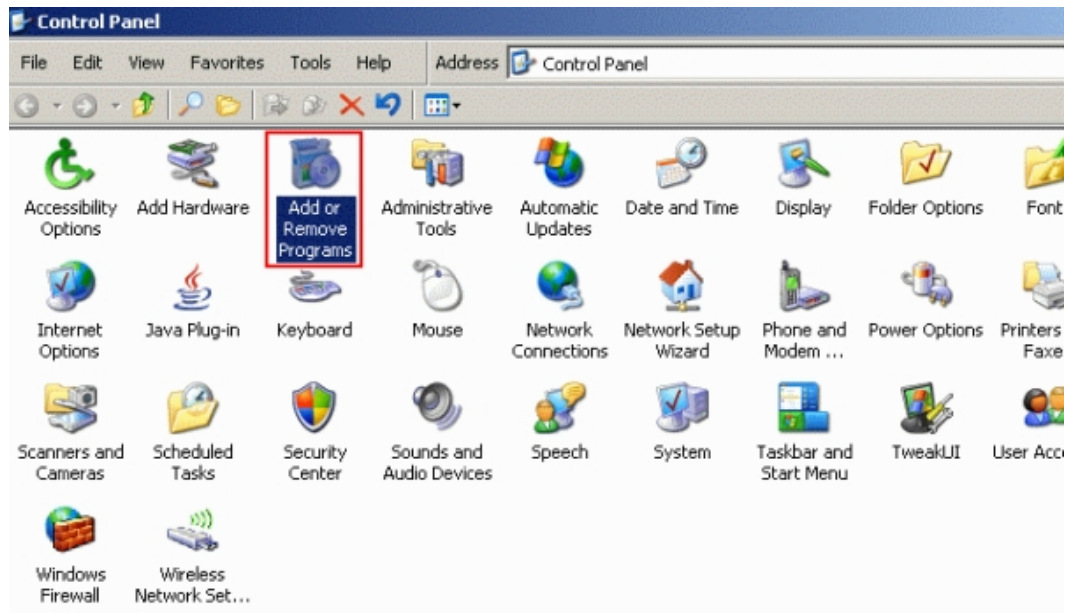 Control Panel
File Edit View Favorites Tools Help Address Control Panel
Accessibility Options
Add Hardware
Add or Remove Programs
Administrative Tools
Automatic Updates
Date and Time
Display
Folder Options
Font
Internet Options
Java Plug-in
Keyboard
Mouse
Network Connections
Network Setup Wizard
Phone and Modem ...
Power Options
Printers
Faxe
Scanners and Cameras
Scheduled Tasks
Security Center
Sounds and Audio Devices
Speech
System
Taskbar and Start Menu
TweakUI
User Acc
Windows Firewall
Wireless Network Set...